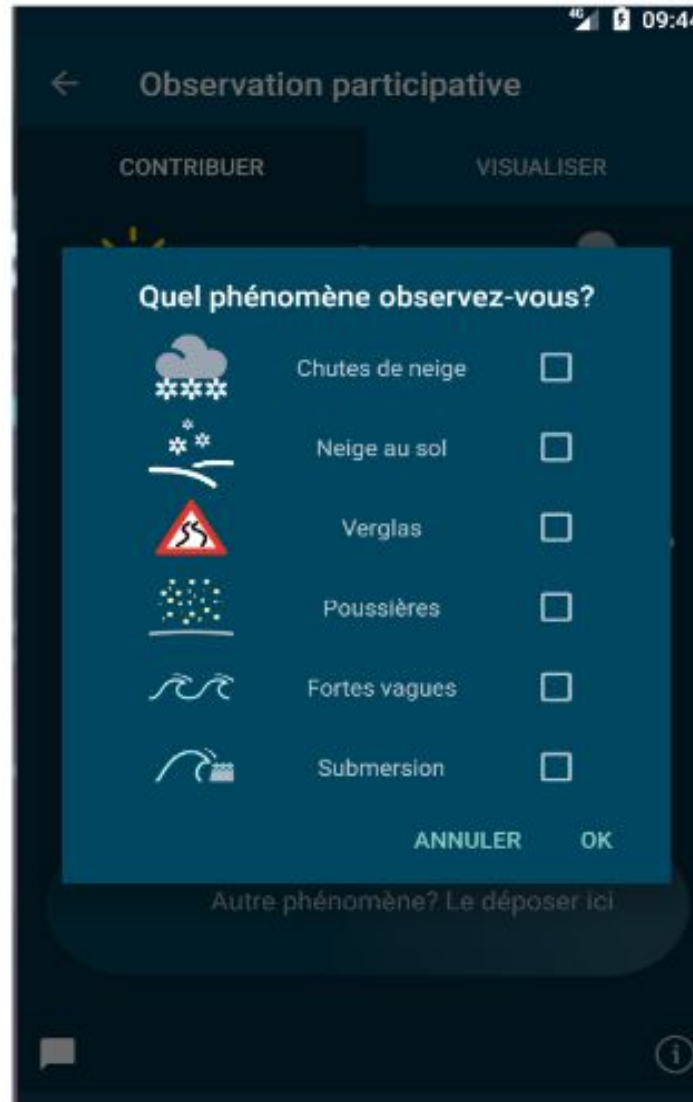 4G 09:44
Observation participative
CONTRIBUER VISUALISER
Quel phénomène observez-vous?
Chutes de neige
Neige au sol
Verglas
Poussières
Fortes vagues
Submersion
ANNULER OK
Autre phénomène? Le déposer ici